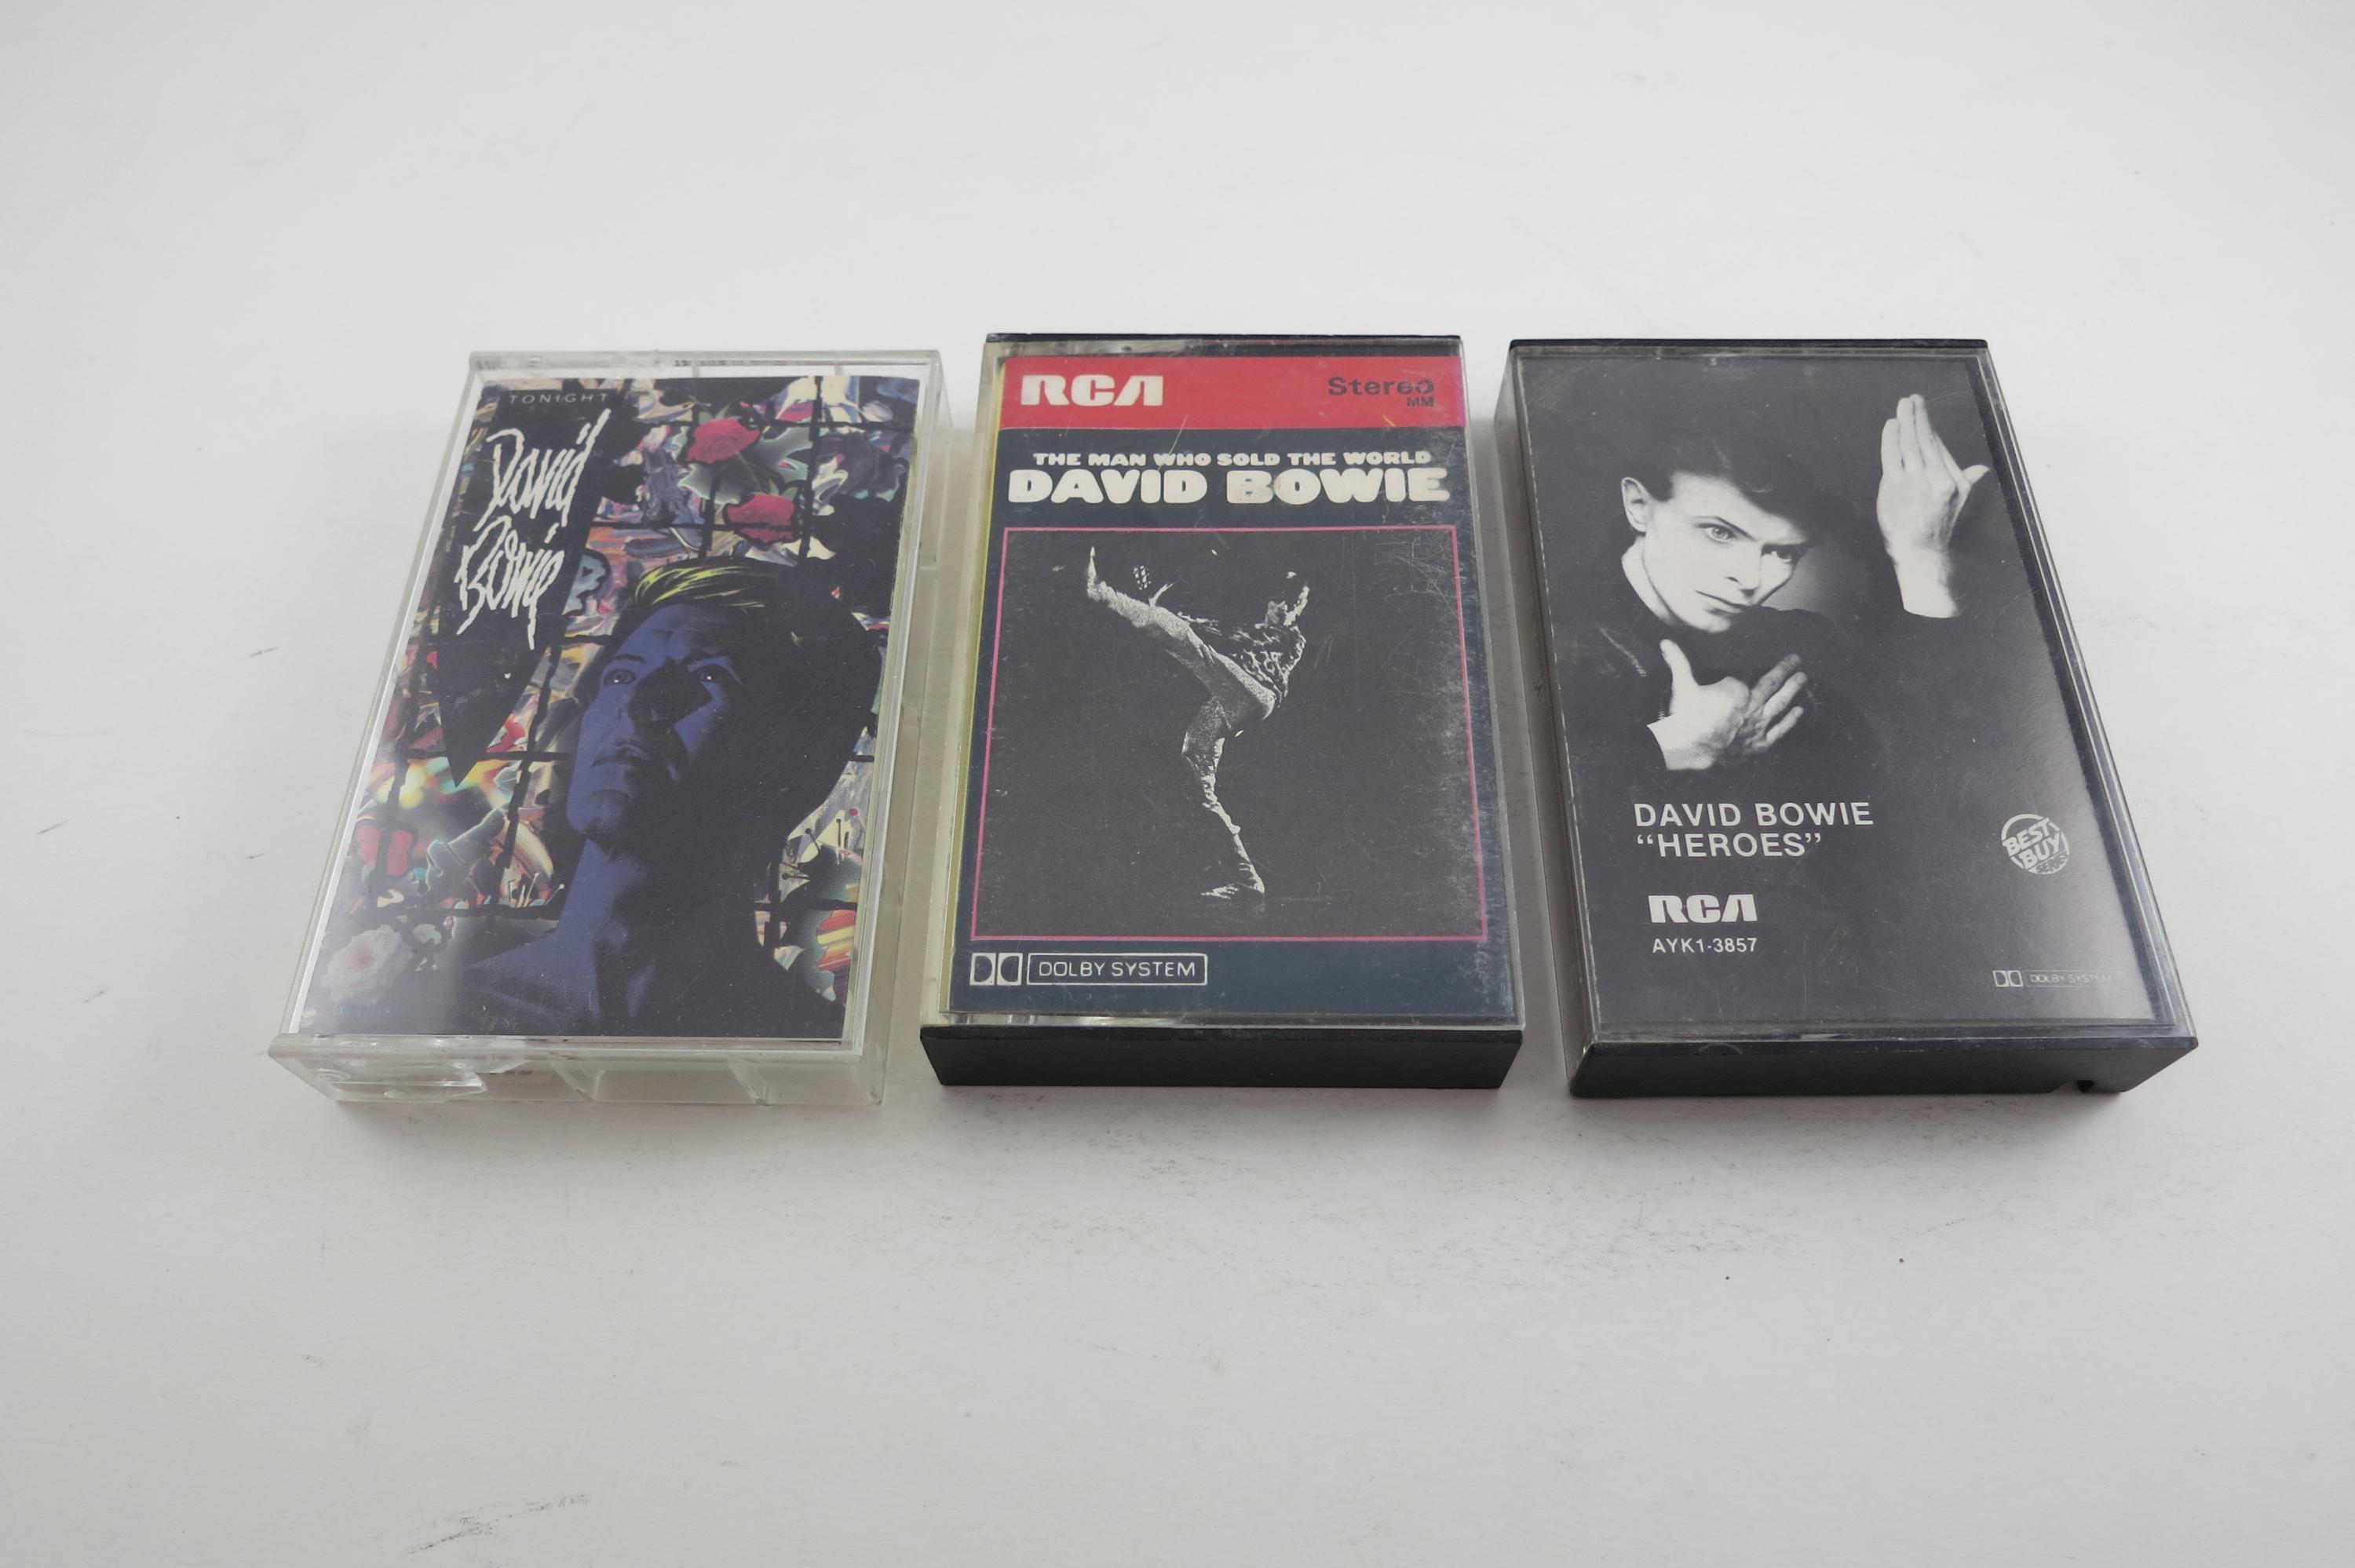 TONIGHT
David
Bowie
RCA
Stereo
MM
THE MAN WHO SOLD THE WORLD
DAVID BOWIE
DOLBY SYSTEM
DAVID BOWIE
“HEROES”
BEST
BUY
SERIES
RCA
AYK1-3857
DOLBY SYSTEM